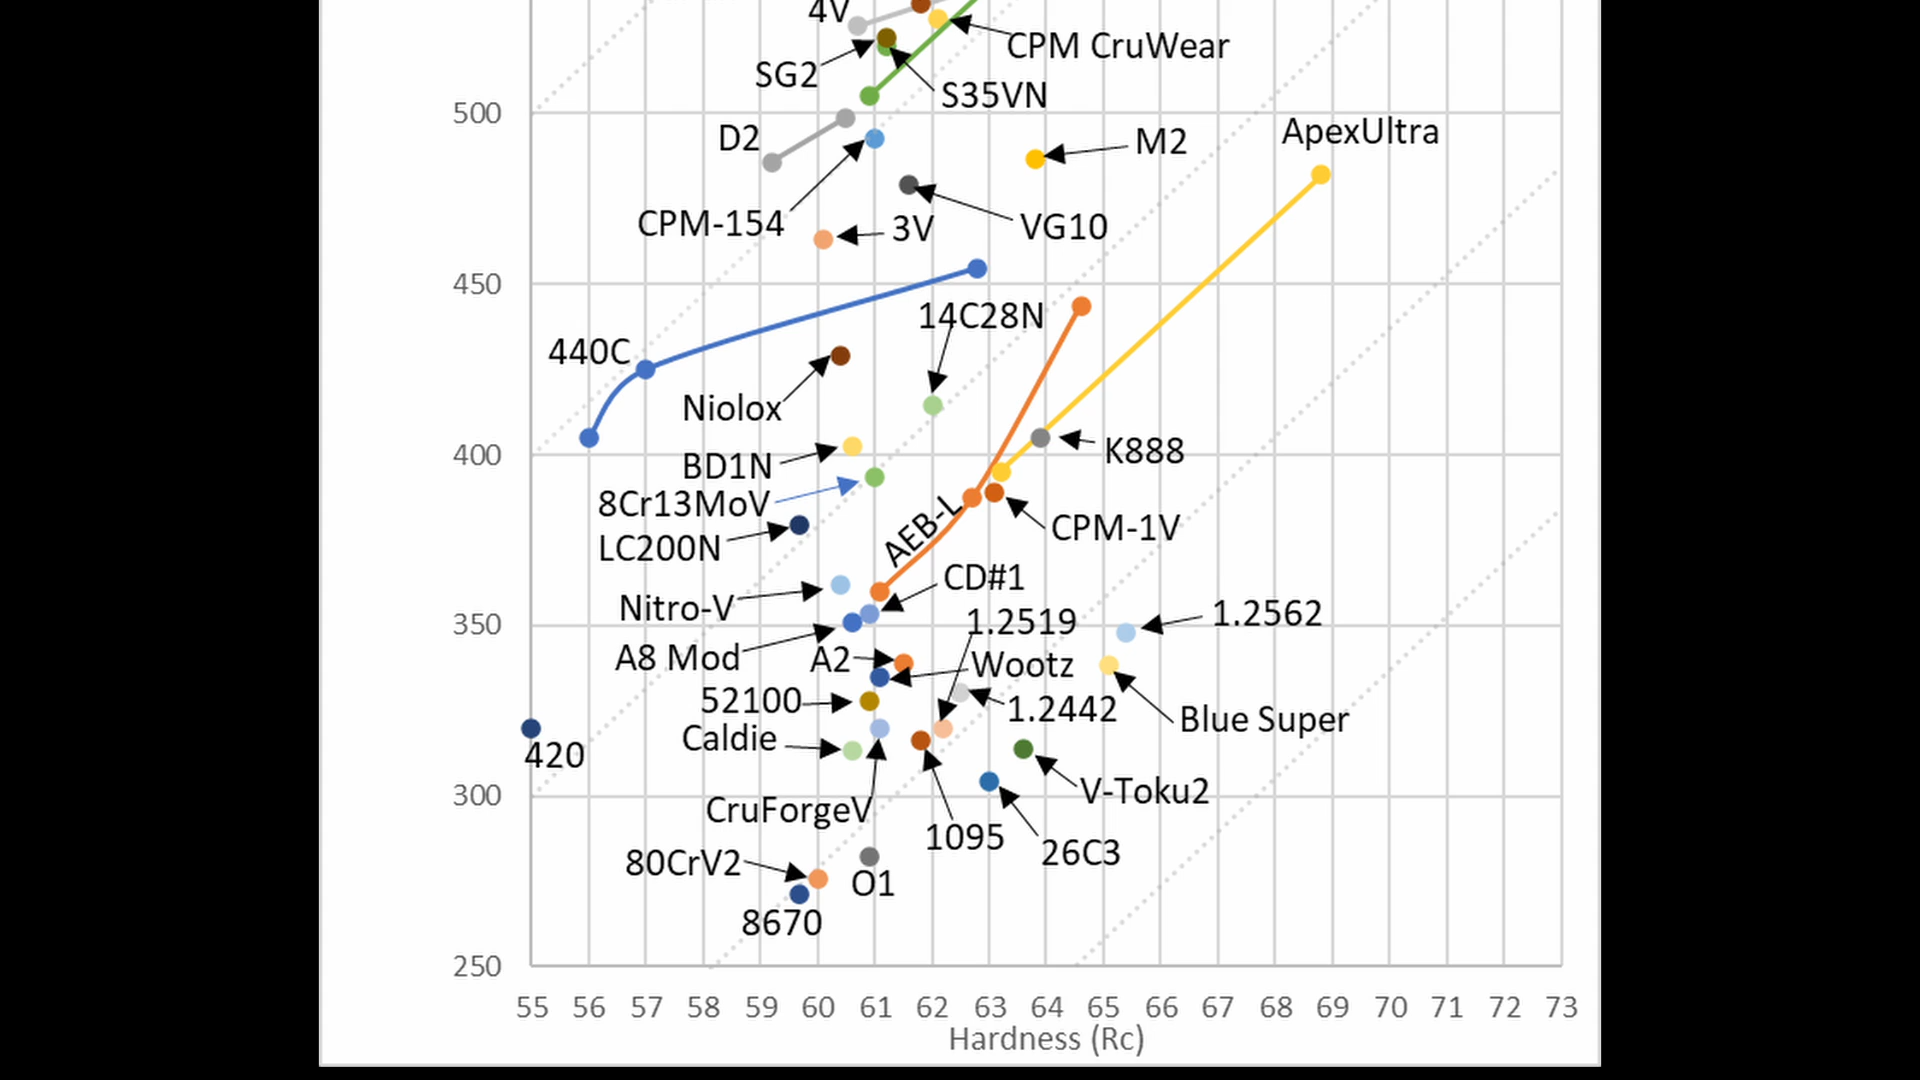 4V
CPM CruWear
SG2
S35VN
500
D2
M2
ApexUltra
CPM-154
3V
VG10
450
14C28N
440C
Niolox
400
K888
BD1N
8Cr13MoV
AEB-L
CPM-1V
LC200N
CD#1
Nitro-V
350
1.2519
1.2562
A8 Mod
A2
Wootz
52100
1.2442
Blue Super
Caldie
420
V-Toku2
300
CruForgeV
1095
26C3
80CrV2
O1
8670
250
55 56 57 58 59 60 61 62 63 64 65 66 67 68 69 70 71 72 73
Hardness (Rc)